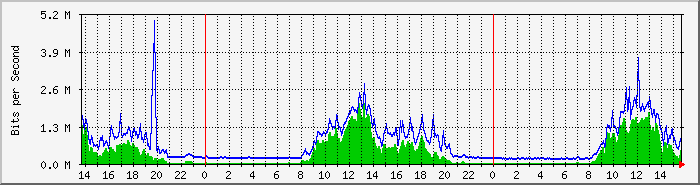 5.2 M
3.9 M
2.6 M
1.3 M
0.0 M
Bits per Second
14 16 18 20 22 0 2 4 6 8 10 12 14 16 18 20 22 0 2 4 6 8 10 12 14